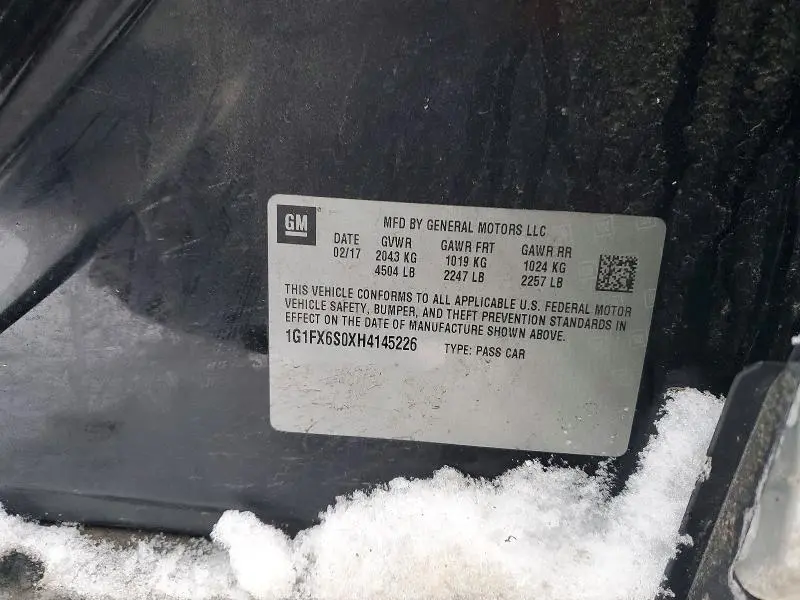 GM
MFD BY GENERAL MOTORS LLC
DATE GVWR GAWR FRT GAWR RR
02/17 2043 KG 1019 KG 1024 KG
4504 LB 2247 LB 2257 LB
THIS VEHICLE CONFORMS TO ALL APPLICABLE U.S. FEDERAL MOTOR
VEHICLE SAFETY, BUMPER, AND THEFT PREVENTION STANDARDS IN
EFFECT ON THE DATE OF MANUFACTURE SHOWN ABOVE.
1G1FX6S0XH4145226 TYPE: PASS CAR